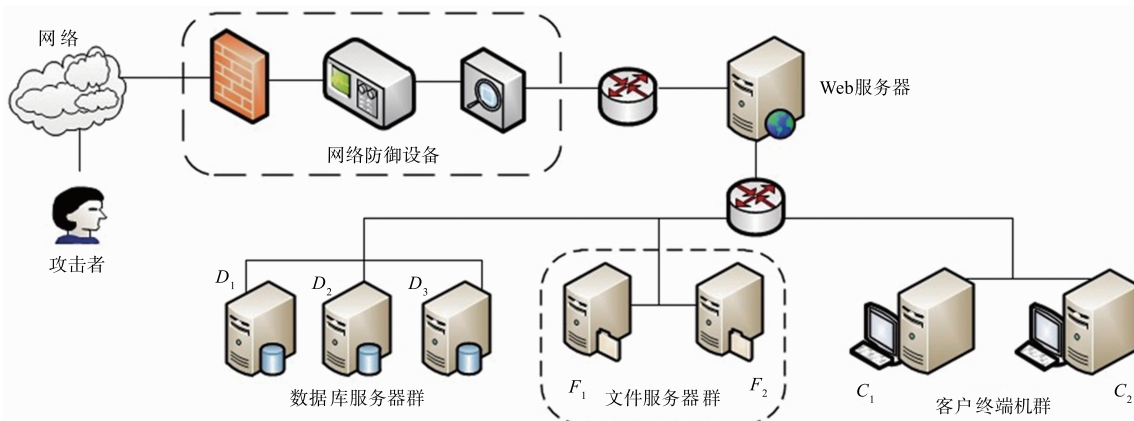 网络
网络防御设备
Web服务器
攻击者
D1
D2
D3
数据库服务器群
F1
文件服务器群
F2
C1
客户终端机群
C2